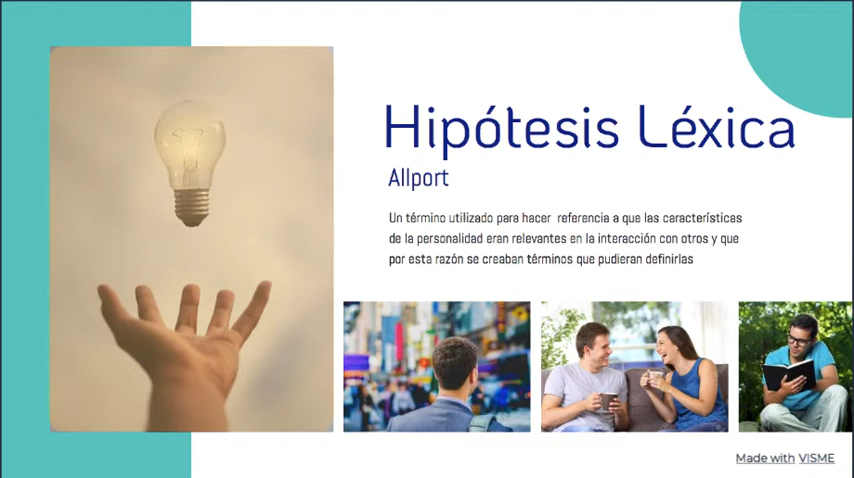 Hipótesis Léxica
Allport
Un término utilizado para hacer referencia a que las características
de la personalidad eran relevantes en la interacción con otros y que
por esta razón se creaban términos que pudieran definirlas
Made with VISME